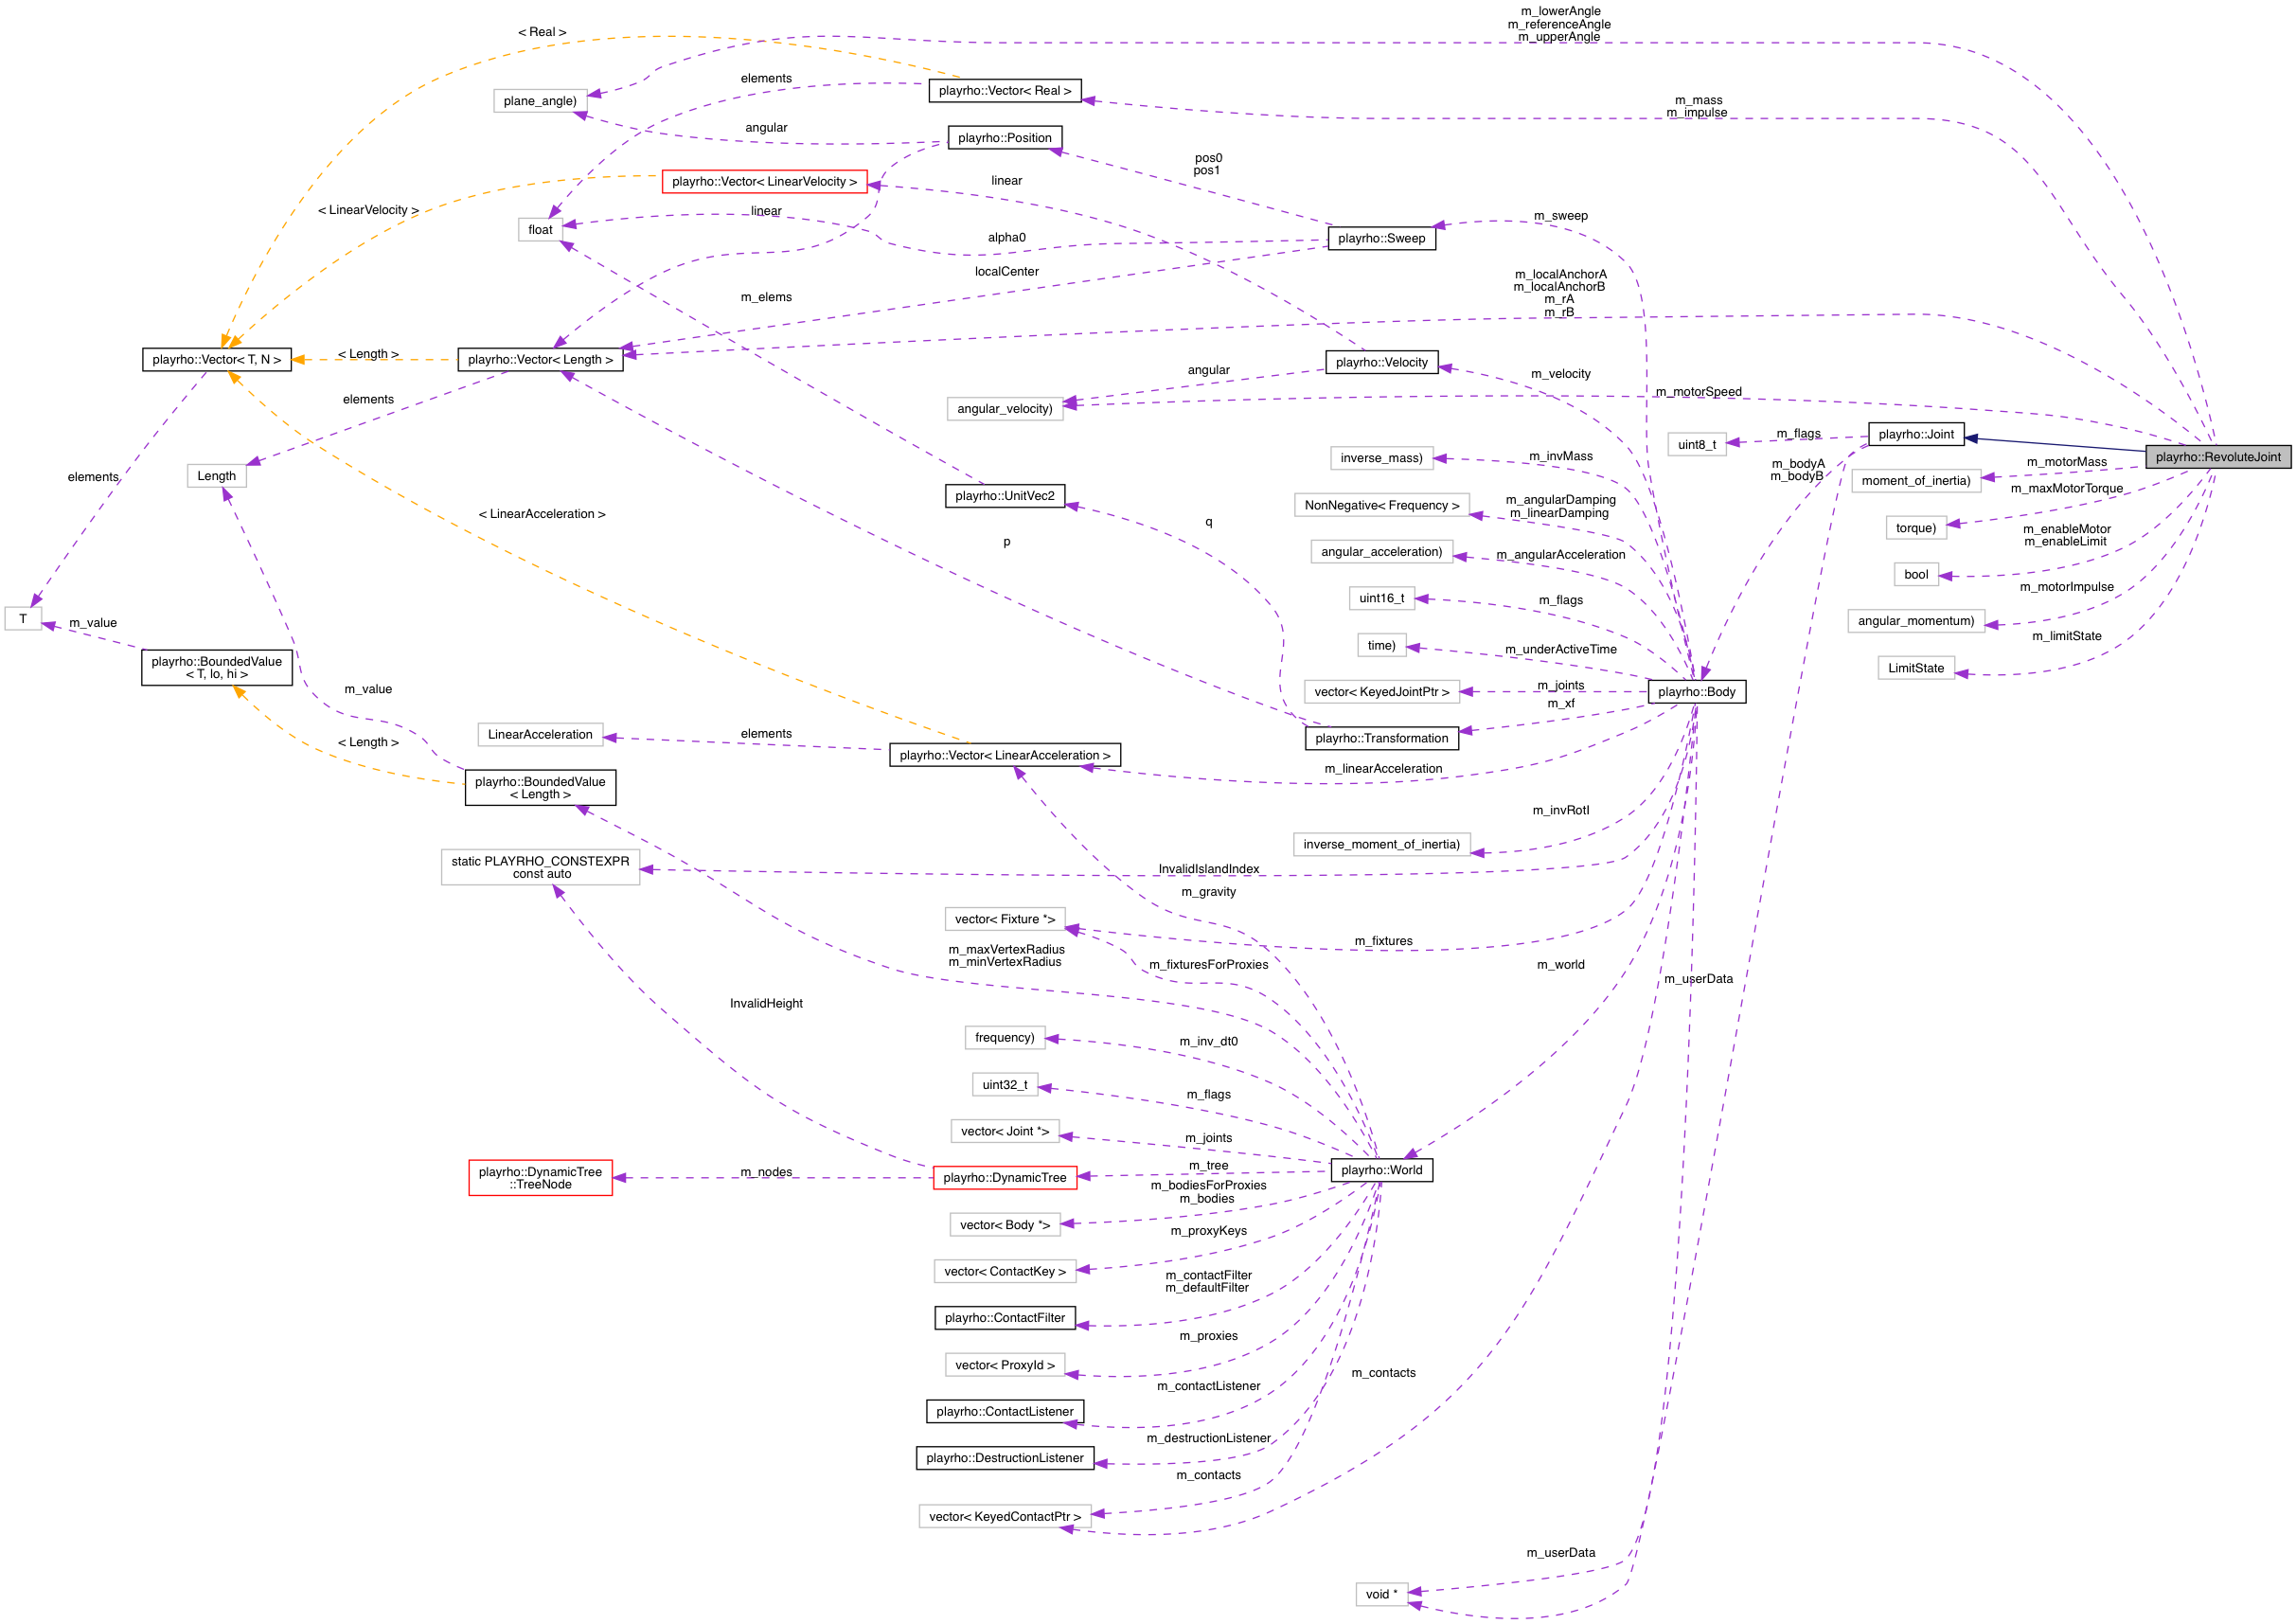 m_lowerAngle
m_referenceAngle
m_upperAngle
< Real >
elements
plane_angle)
playrho::Vector< Real >
m_mass
m_impulse
angular
playrho::Position
pos0
pos1
playrho::Vector< LinearVelocity >
linear
< LinearVelocity >
linear
m_sweep
float
alpha0
playrho::Sweep
localCenter
m_elems
m_localAnchorA
m_localAnchorB
m_rA
m_rB
playrho::Vector< T, N >
< Length >
playrho::Vector< Length >
playrho::Velocity
angular
m_velocity
elements
angular_velocity)
m_motorSpeed
uint8_t
m_flags
playrho::Joint
playrho::RevoluteJoint
inverse_mass)
m_invMass
m_bodyA
m_bodyB
m_motorMass
moment_of_inertia)
elements
Length
m_maxMotorTorque
playrho::UnitVec2
NonNegative< Frequency >
m_angularDamping
m_linearDamping
< LinearAcceleration >
q
torque)
m_enableMotor
m_enableLimit
p
angular_acceleration)
m_angularAcceleration
bool
m_motorImpulse
uint16_t
m_flags
T
m_value
angular_momentum)
m_limitState
time)
m_underActiveTime
playrho::BoundedValue
< T, lo, hi >
LimitState
m_value
vector< KeyedJointPtr >
m_joints
playrho::Body
m_xf
LinearAcceleration
elements
playrho::Transformation
< Length >
playrho::Vector< LinearAcceleration >
m_linearAcceleration
playrho::BoundedValue
< Length >
m_invRotI
inverse_moment_of_inertia)
static PLAYRHO_CONSTEXPR
const auto
InvalidIslandIndex
m_gravity
vector< Fixture *>
m_fixtures
m_maxVertexRadius
m_minVertexRadius
m_fixturesForProxies
m_world
m_userData
InvalidHeight
frequency)
m_inv_dt0
uint32_t
m_flags
vector< Joint *>
m_joints
playrho::DynamicTree
::TreeNode
m_nodes
playrho::DynamicTree
m_tree
playrho::World
m_bodiesForProxies
m_bodies
vector< Body *>
m_proxyKeys
vector< ContactKey >
m_contactFilter
m_defaultFilter
playrho::ContactFilter
m_proxies
vector< ProxyId >
m_contacts
m_contactListener
playrho::ContactListener
m_destructionListener
playrho::DestructionListener
m_contacts
vector< KeyedContactPtr >
m_userData
void *